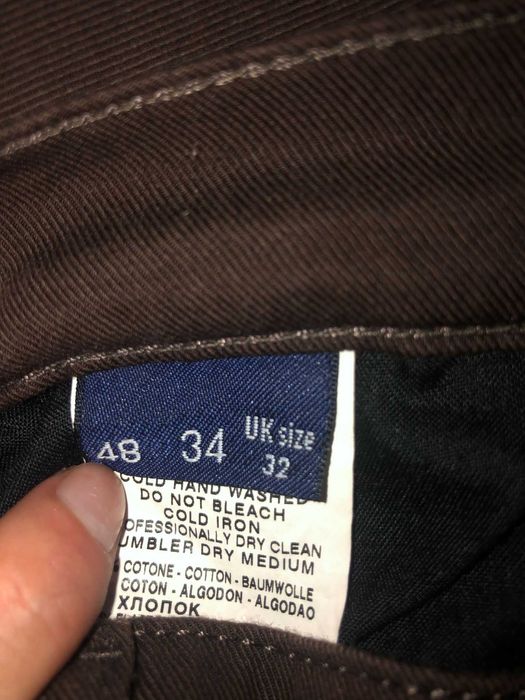 48 34 UK size
32
COLD HAND WASHED
DO NOT BLEACH
COLD IRON
OFESSIONALLY DRY CLEAN
UMBLER DRY MEDIUM
COTONE - COTTON - BAUMWOLLE
COTON - ALGODON - ALGODAO
ХЛОПОК